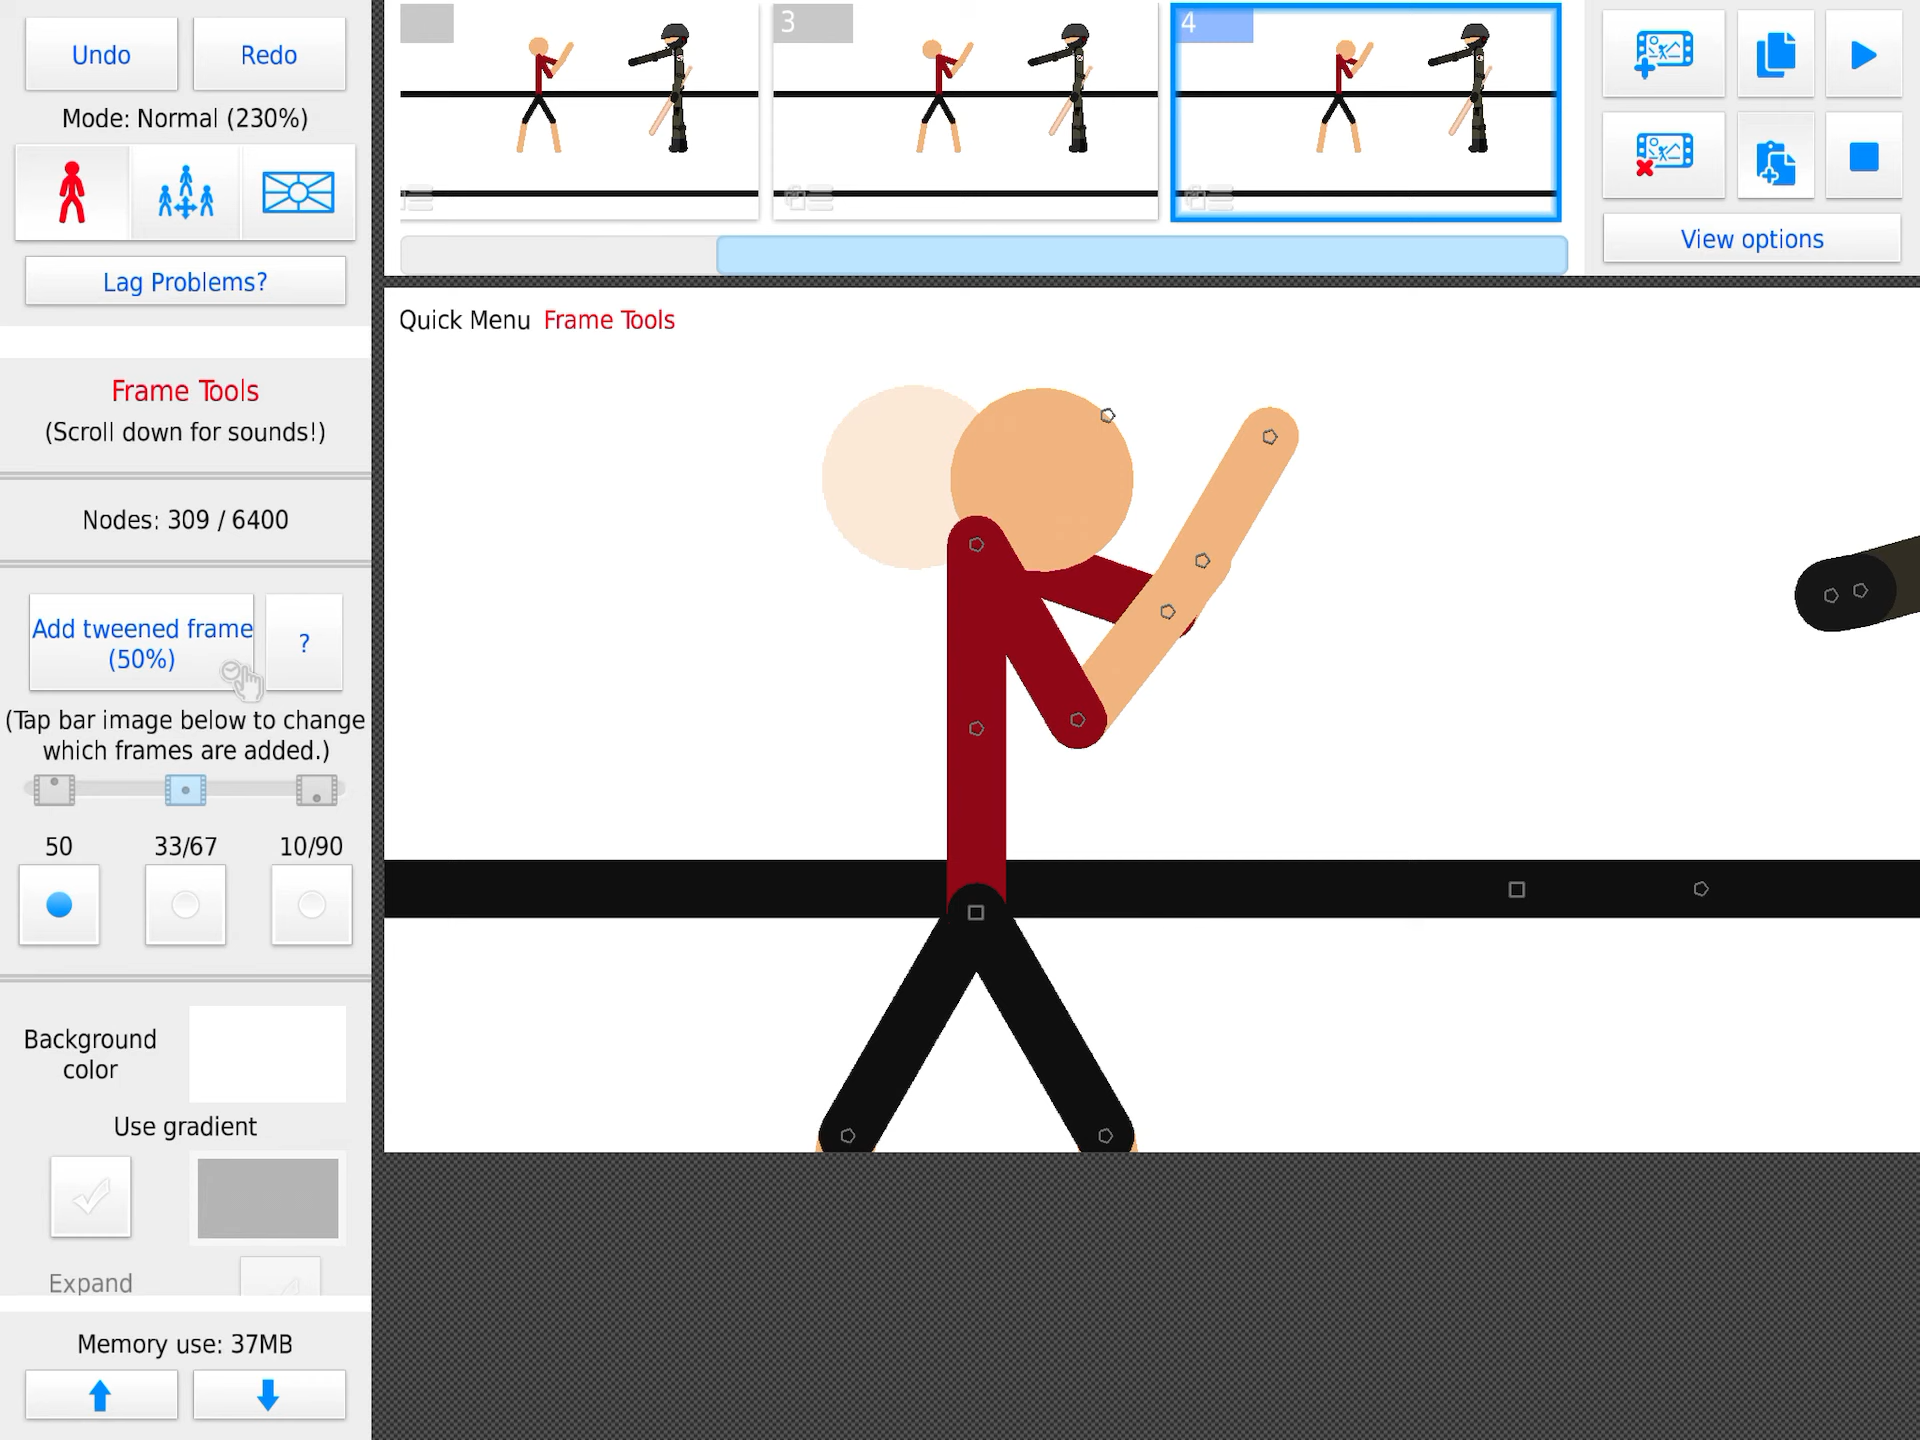 Undo
Redo
Mode: Normal (230%)
Lag Problems?
Frame Tools
(Scroll down for sounds!)
Nodes: 309 / 6400
Add tweened frame
(50%)
?
(Tap bar image below to change
which frames are added.)
50
33/67
10/90
Background
color
Use gradient
Expand
Memory use: 37MB
3
4
View options
Quick Menu Frame Tools